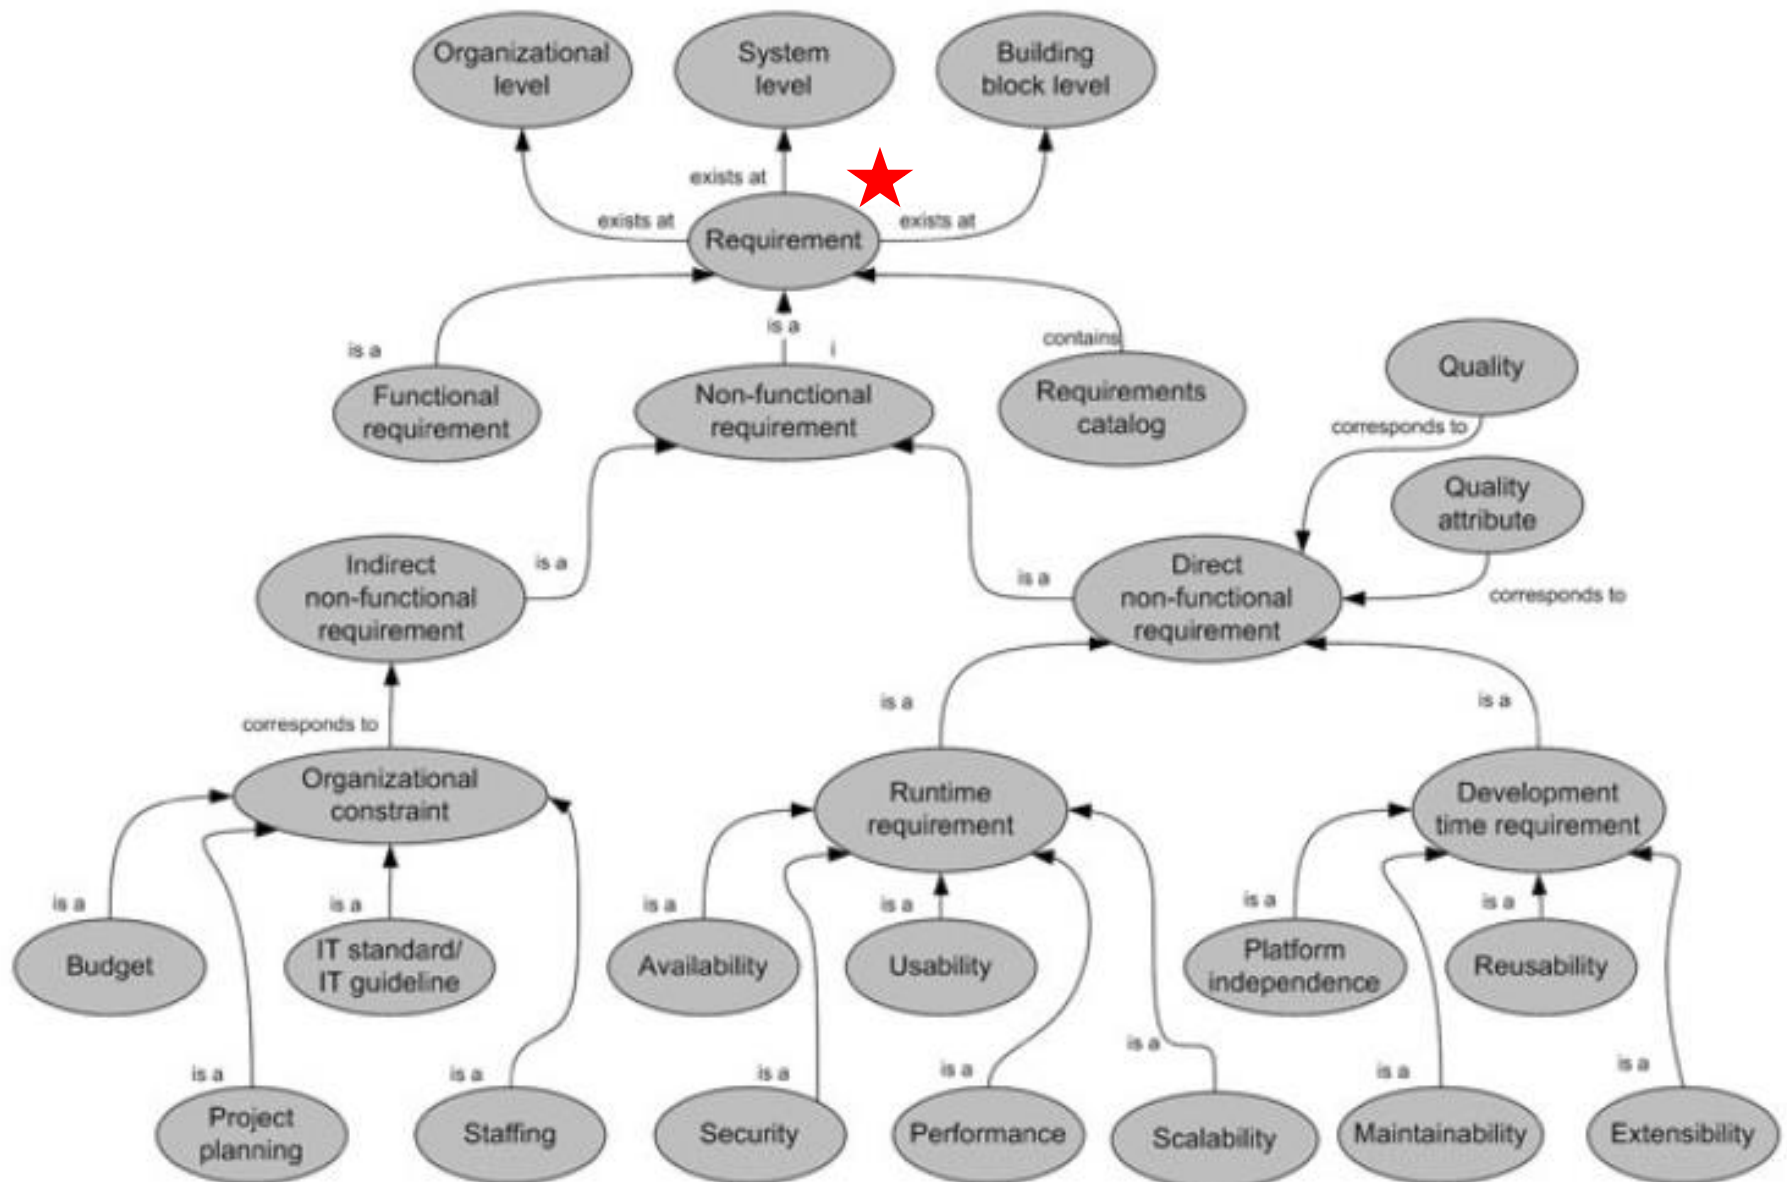 Organizational
level
System
level
Building
block level
exists at
exists at
exists at
Requirement
is a
is a
i
contains
Functional
requirement
Non-functional
requirement
Requirements
catalog
Quality
corresponds to
Quality
attribute
corresponds to
Indirect
non-functional
requirement
is a
is a
Direct
non-functional
requirement
corresponds to
is a
is a
Organizational
constraint
Runtime
requirement
Development
time requirement
is a
is a
is a
is a
is a
is a
Budget
IT standard/
IT guideline
Availability
Usability
Platform
independence
Reusability
is a
is a
is a
is a
is a
is a
is a
Project
planning
Staffing
Security
Performance
Scalability
Maintainability
Extensibility